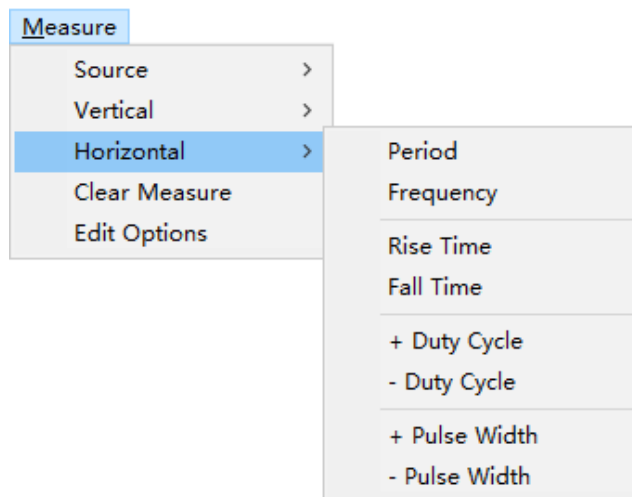 Measure
Source >
Vertical >
Horizontal >
Clear Measure
Edit Options
Period
Frequency
Rise Time
Fall Time
+ Duty Cycle
- Duty Cycle
+ Pulse Width
- Pulse Width